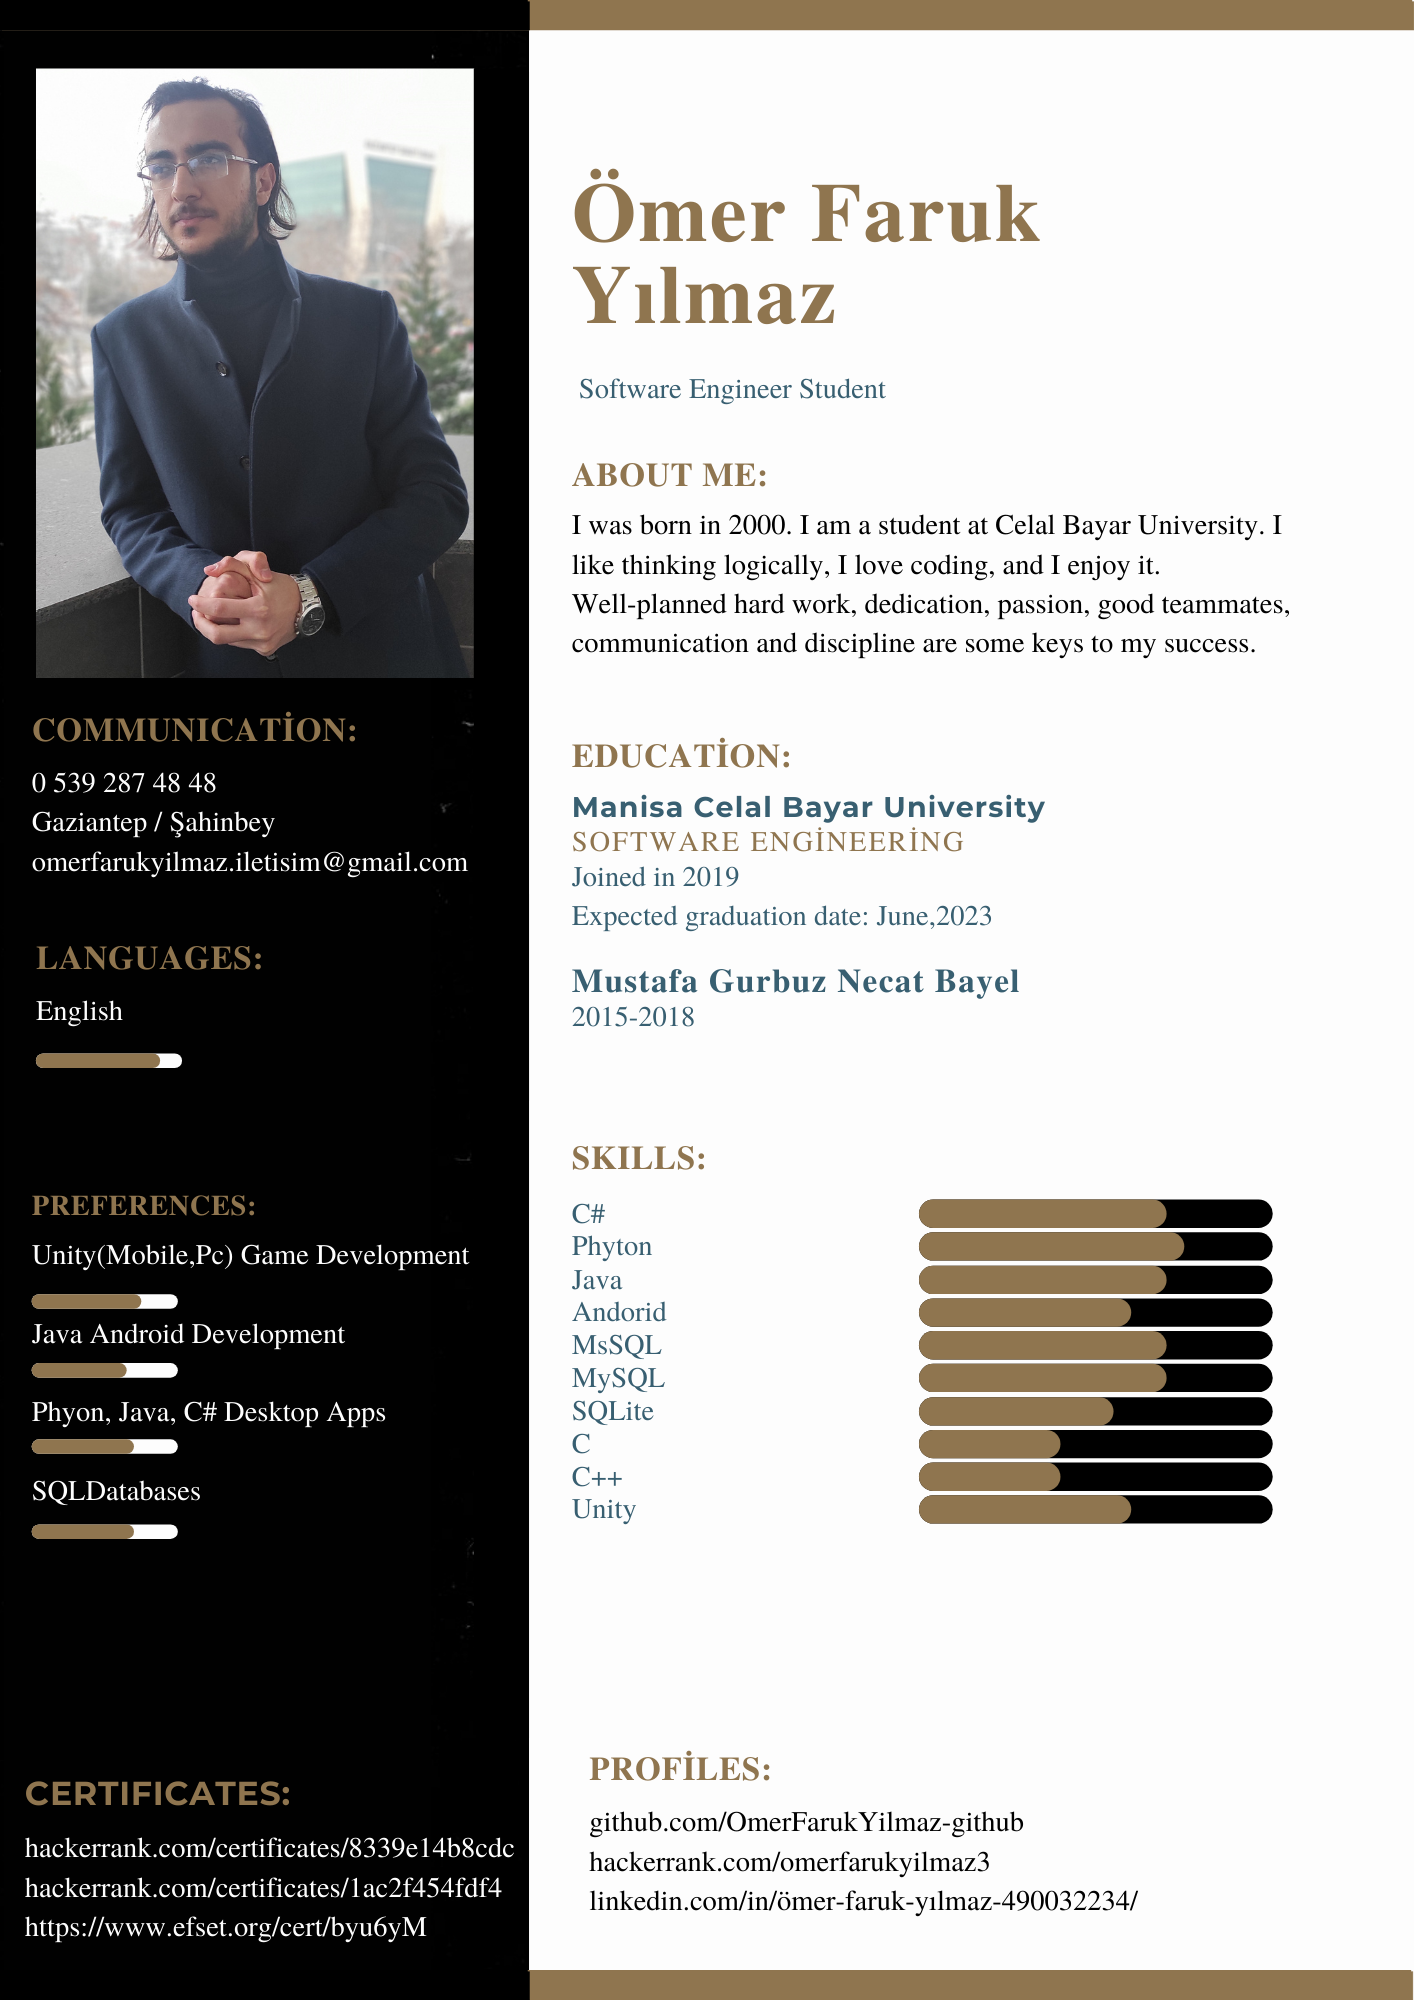 Ömer Faruk
Yılmaz
Software Engineer Student
ABOUT ME:
I was born in 2000. I am a student at Celal Bayar University. I
like thinking logically, I love coding, and I enjoy it.
Well-planned hard work, dedication, passion, good teammates,
communication and discipline are some keys to my success.
COMMUNICATİON:
0 539 287 48 48
Gaziantep / Şahinbey
omerfarukyilmaz.iletisim@gmail.com
LANGUAGES:
English
PREFERENCES:
Unity(Mobile,Pc) Game Development
Java Android Development
Phyon, Java, C# Desktop Apps
SQLDatabases
CERTIFICATES:
hackerrank.com/certificates/8339e14b8cdc
hackerrank.com/certificates/1ac2f454fdf4
https://www.efset.org/cert/byu6yM
EDUCATİON:
Manisa Celal Bayar University
SOFTWARE ENGİNEERİNG
Joined in 2019
Expected graduation date: June,2023
Mustafa Gurbuz Necat Bayel
2015-2018
SKILLS:
C#
Phyton
Java
Andorid
MsSQL
MySQL
SQLite
C
C++
Unity
PROFİLES:
github.com/OmerFarukYilmaz-github
hackerrank.com/omerfarukyilmaz3
linkedin.com/in/ömer-faruk-yılmaz-490032234/